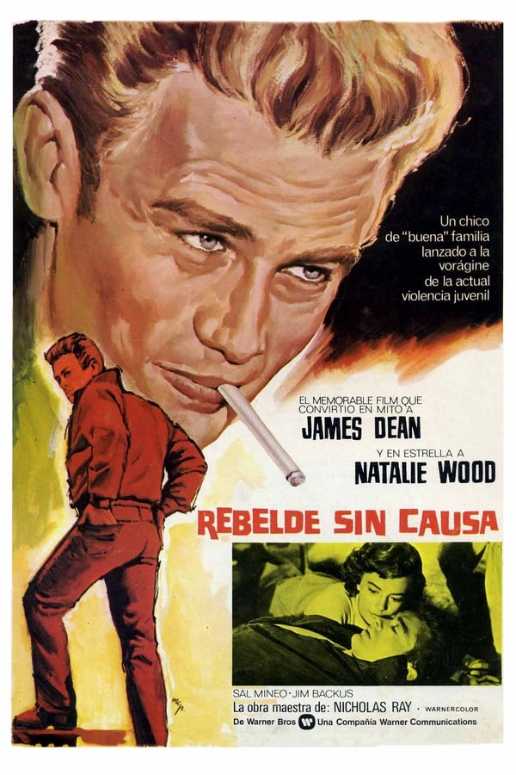 Un chico
de "buena" familia
lanzado a la
vorágine
de la actual
violencia juvenil
EL MEMORABLE FILM QUE
CONVIRTIO EN MITO A
JAMES DEAN
Y EN ESTRELLA A
NATALIE WOOD
REBELDE SIN CAUSA
SAL MINEO - JIM BACKUS
La obra maestra de: NICHOLAS RAY · WARNERCOLOR
De Warner Bros Una Compañía Warner Communications